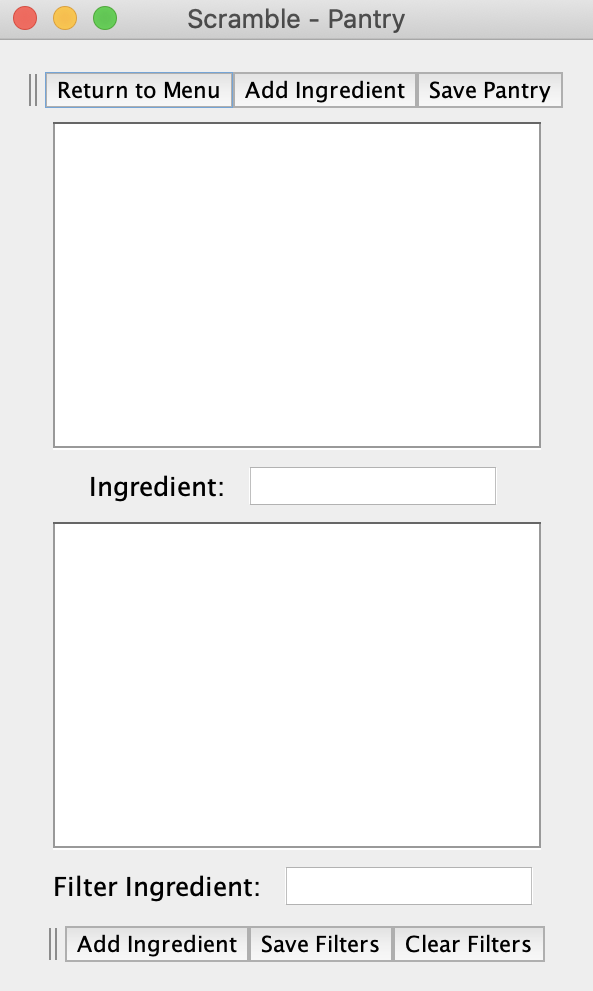 Scramble - Pantry
Return to Menu Add Ingredient Save Pantry
Ingredient:
Filter Ingredient:
Add Ingredient Save Filters Clear Filters